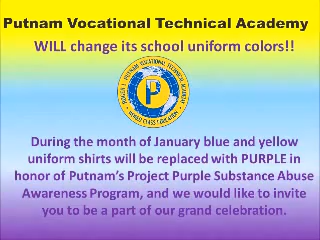 Putnam Vocational Technical Academy
WILL change its school uniform colors!!
P
During the month of January blue and yellow
uniform shirts will be replaced with PURPLE in
honor of Putnam's Project Purple Substance Abuse
Awareness Program, and we would like to invite
you to be a part of our grand celebration.